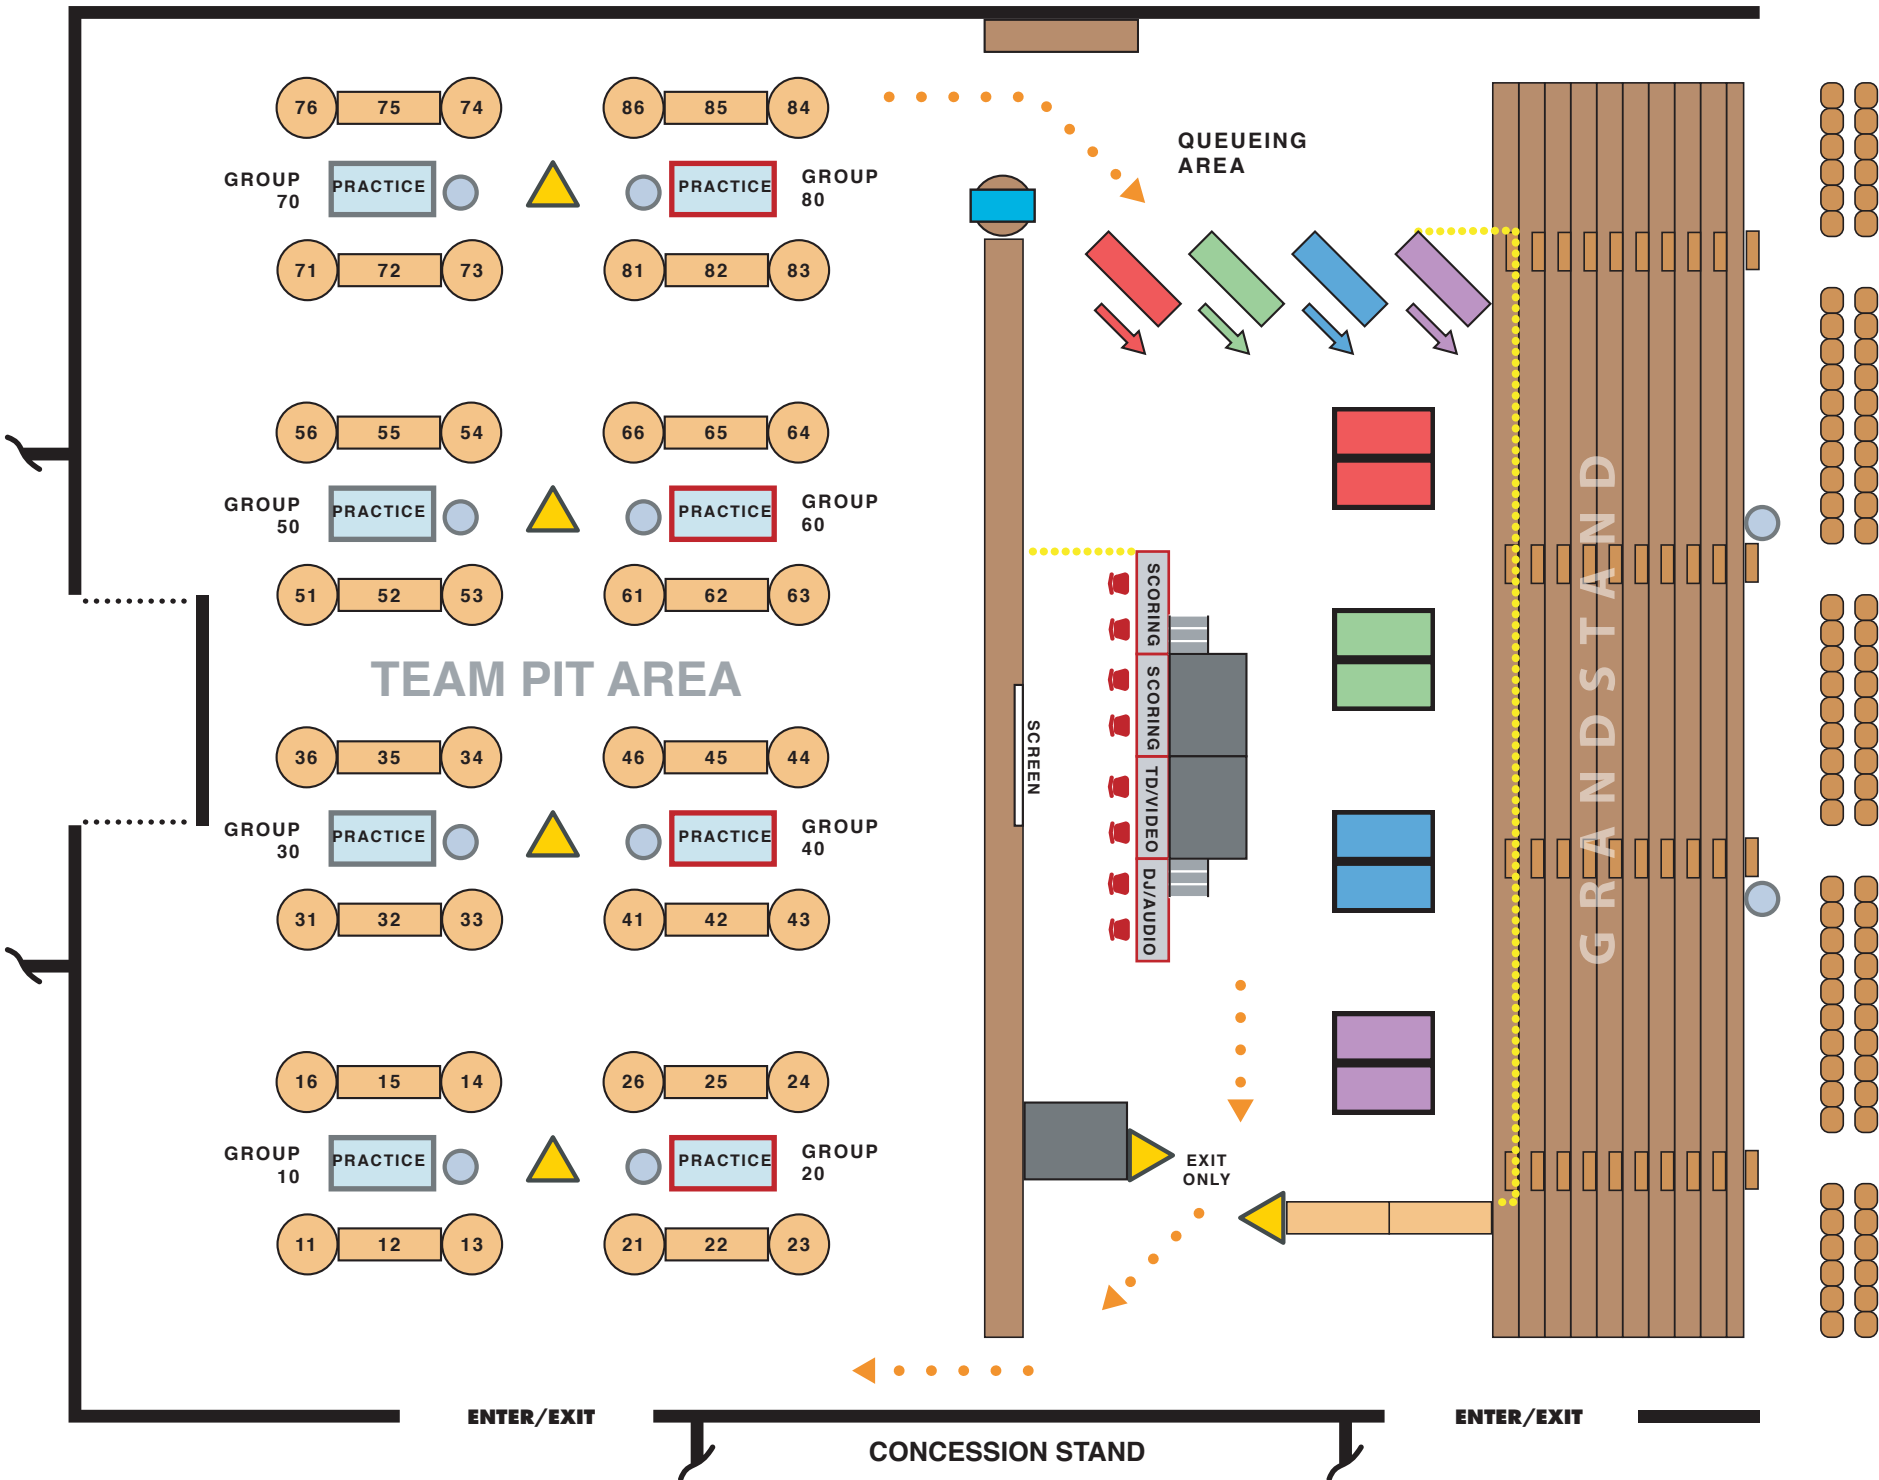 76 75 74
86 85 84
QUEUEING
AREA
GROUP
70
PRACTICE
PRACTICE
GROUP
80
71 72 73
81 82 83
56 55 54
66 65 64
GROUP
50
PRACTICE
PRACTICE
GROUP
60
51 52 53
61 62 63
TEAM PIT AREA
36 35 34
46 45 44
GROUP
30
PRACTICE
PRACTICE
GROUP
40
31 32 33
41 42 43
16 15 14
26 25 24
GROUP
10
PRACTICE
PRACTICE
GROUP
20
11 12 13
21 22 23
SCREEN
SCORING
SCORING
TD/VIDEO
DJ/AUDIO
GRANDSTAND
EXIT
ONLY
ENTER/EXIT
ENTER/EXIT
CONCESSION STAND